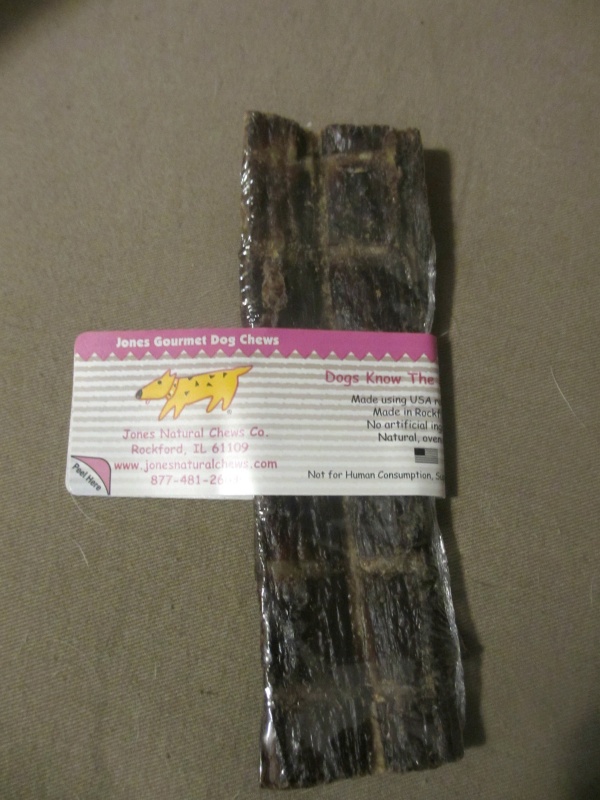 Jones Gourmet Dog Chews
Jones Natural Chews Co.
Rockford, IL 61109
www.jonesnaturalchews.com
877-481-26
Peel Here
Dogs Know The
Made using USA
Made in Rockf
No artificial in
Natural, oven
Not for Human Consumption,